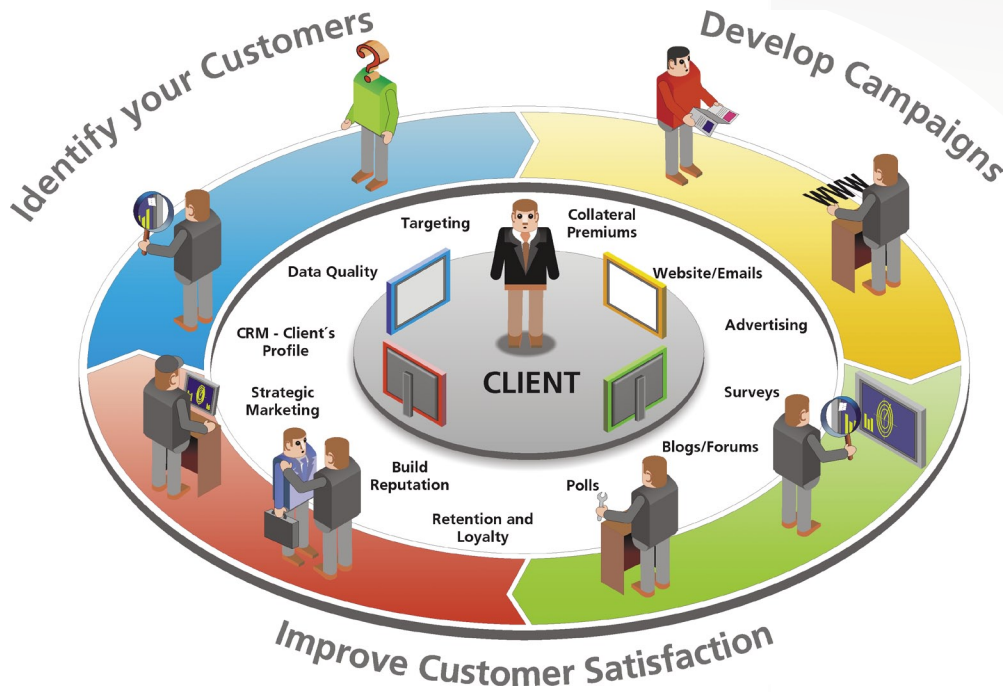 Identify your Customers
Develop Campaigns
?
WWW
Targeting
Collateral
Premiums
Data Quality
Website/Emails
CRM - Client´s
Profile
Advertising
Strategic
Marketing
CLIENT
Surveys
Blogs/Forums
Build
Reputation
Polls
Retention and
Loyalty
Improve Customer Satisfaction